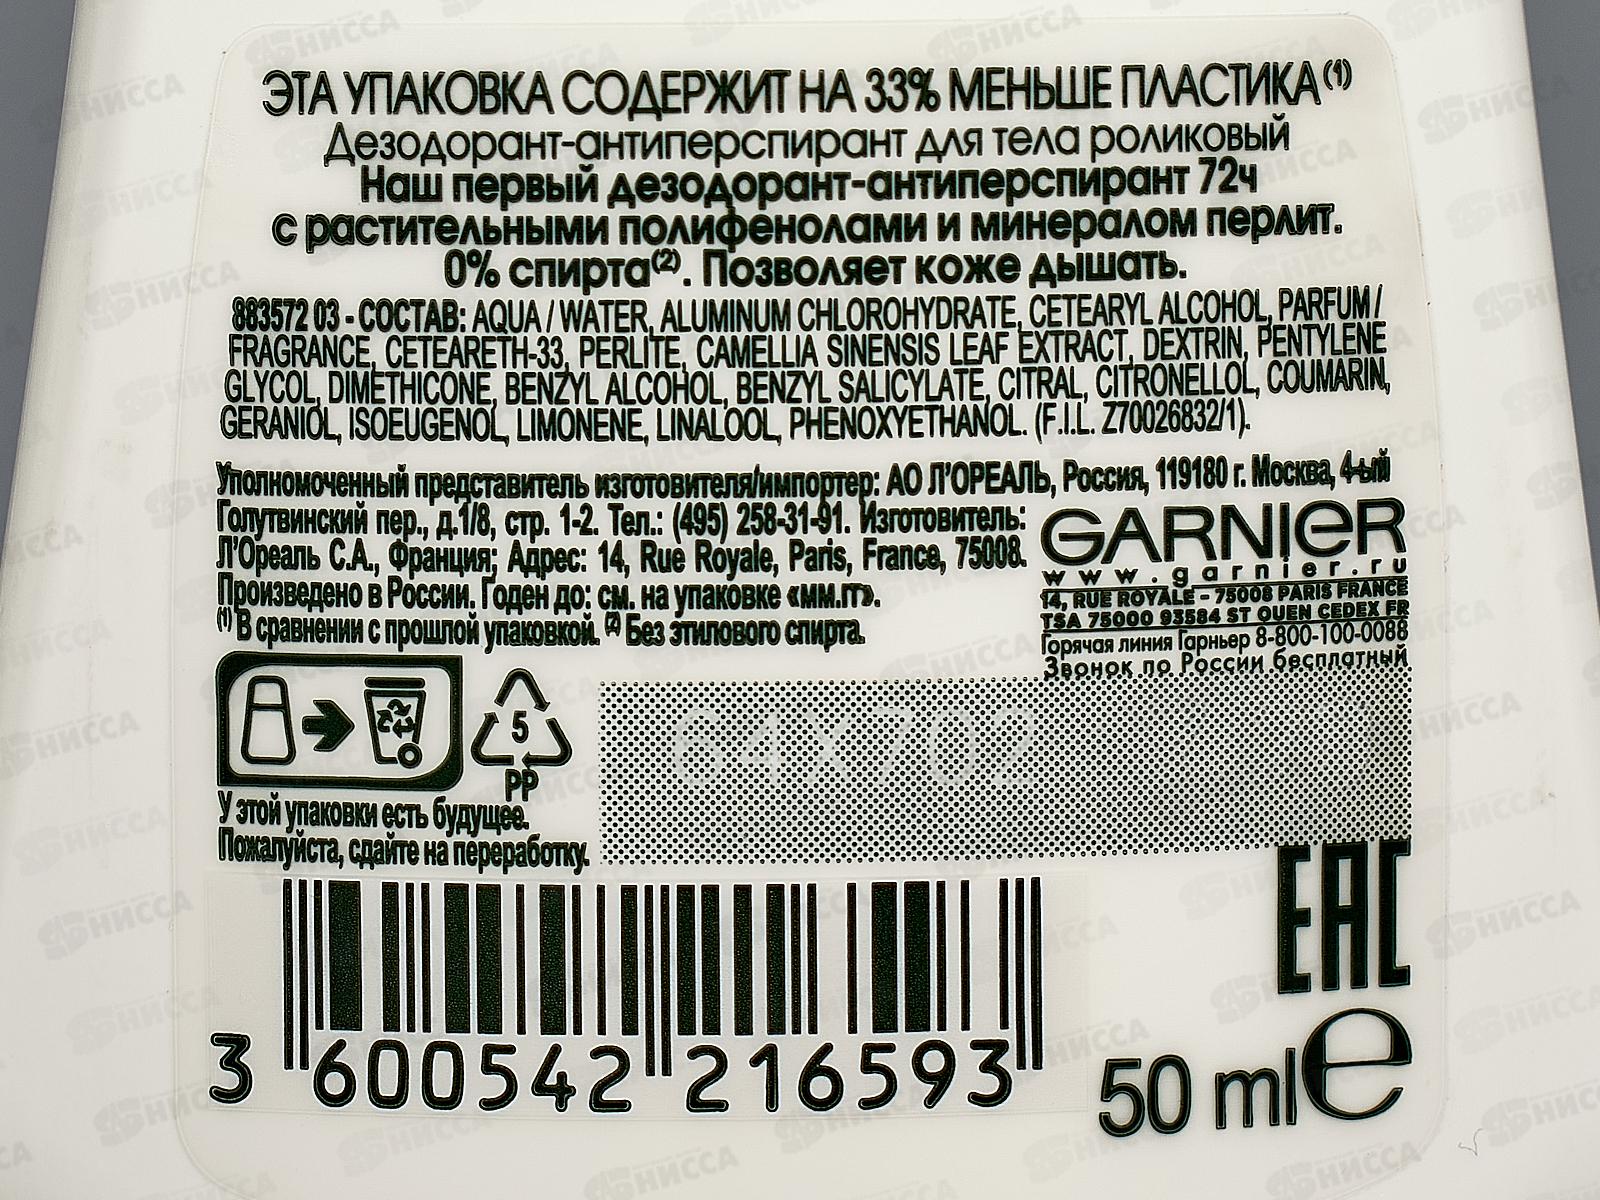 ЭТА УПАКОВКА СОДЕРЖИТ НА 33% МЕНЬШЕ ПЛАСТИКА⁽¹⁾
Дезодорант-антиперспирант для тела роликовый
Наш первый дезодорант-антиперспирант 72ч
с растительными полифенолами и минералом перлит.
0% спирта⁽²⁾. Позволяет коже дышать.
883572 03 - СОСТАВ: AQUA / WATER, ALUMINUM CHLOROHYDRATE, CETEARYL ALCOHOL, PARFUM /
FRAGRANCE, CETEARETH-33, PERLITE, CAMELLIA SINENSIS LEAF EXTRACT, DEXTRIN, PENTYLENE
GLYCOL, DIMETHICONE, BENZYL ALCOHOL, BENZYL SALICYLATE, CITRAL, CITRONELLOL, COUMARIN,
GERANIOL, ISOEUGENOL, LIMONENE, LINALOOL, PHENOXYETHANOL. (F.I.L. Z70026832/1).
Уполномоченный представитель изготовителя/импортер: АО Л'ОРЕАЛЬ, Россия, 119180 г. Москва, 4-ый
Голутвинский пер., д.1/8, стр. 1-2. Тел.: (495) 258-31-91. Изготовитель:
Л'Ореаль С.А., Франция; Адрес: 14, Rue Royale, Paris, France, 75008.
Произведено в России. Годен до: см. на упаковке «мм.гг».
⁽¹⁾ В сравнении с прошлой упаковкой. ⁽²⁾ Без этилового спирта.
GARNIER
www.garnier.ru
14, RUE ROYALE - 75008 PARIS FRANCE
TSA 75000 93584 ST OUEN CEDEX FR
Горячая линия Гарньер 8-800-100-0088
Звонок по России бесплатный
5
PP
64X702
У этой упаковки есть будущее.
Пожалуйста, сдайте на переработку.
EAC
3 600542 216593
50 ml e
НИССА